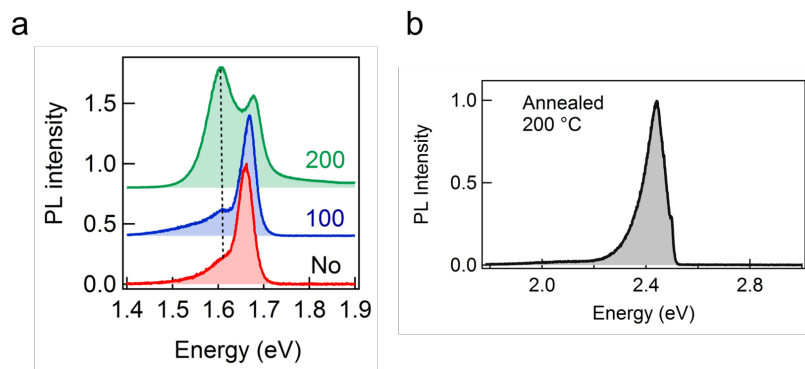 a
PL intensity
1.5
1.0
0.5
0.0
200
100
No
1.4 1.5 1.6 1.7 1.8 1.9
Energy (eV)
b
PL Intensity
1.0
0.5
0.0
Annealed
200 °C
2.0 2.4 2.8
Energy (eV)